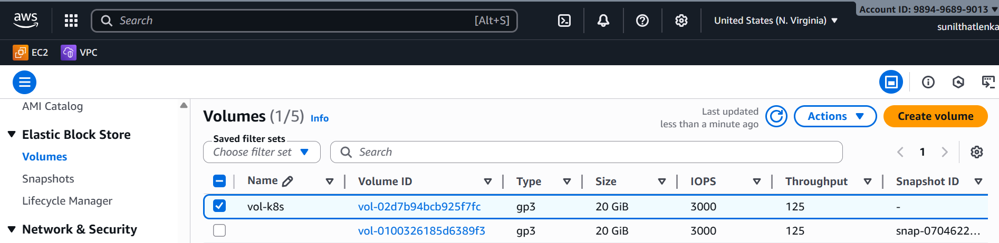 aws
Search [Alt+S]
United States (N. Virginia)
Account ID: 9894-9689-9013
sunilthatlenka
EC2 VPC
AMI Catalog
Elastic Block Store
Volumes
Snapshots
Lifecycle Manager
Network & Security
Volumes (1/5) Info
Last updated
less than a minute ago
Actions
Create volume
Saved filter sets
Choose filter set
Search
1
Name Volume ID Type Size IOPS Throughput Snapshot ID
vol-k8s vol-02d7b94bcb925f7fc gp3 20 GiB 3000 125 -
vol-0100326185d6389f3 gp3 20 GiB 3000 125 snap-0704622...